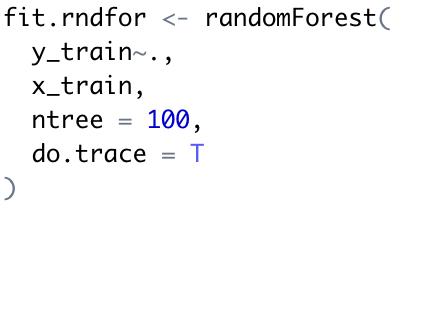 fit.rndfor <- randomForest(
  y_train~.,
  x_train,
  ntree = 100,
  do.trace = T
)